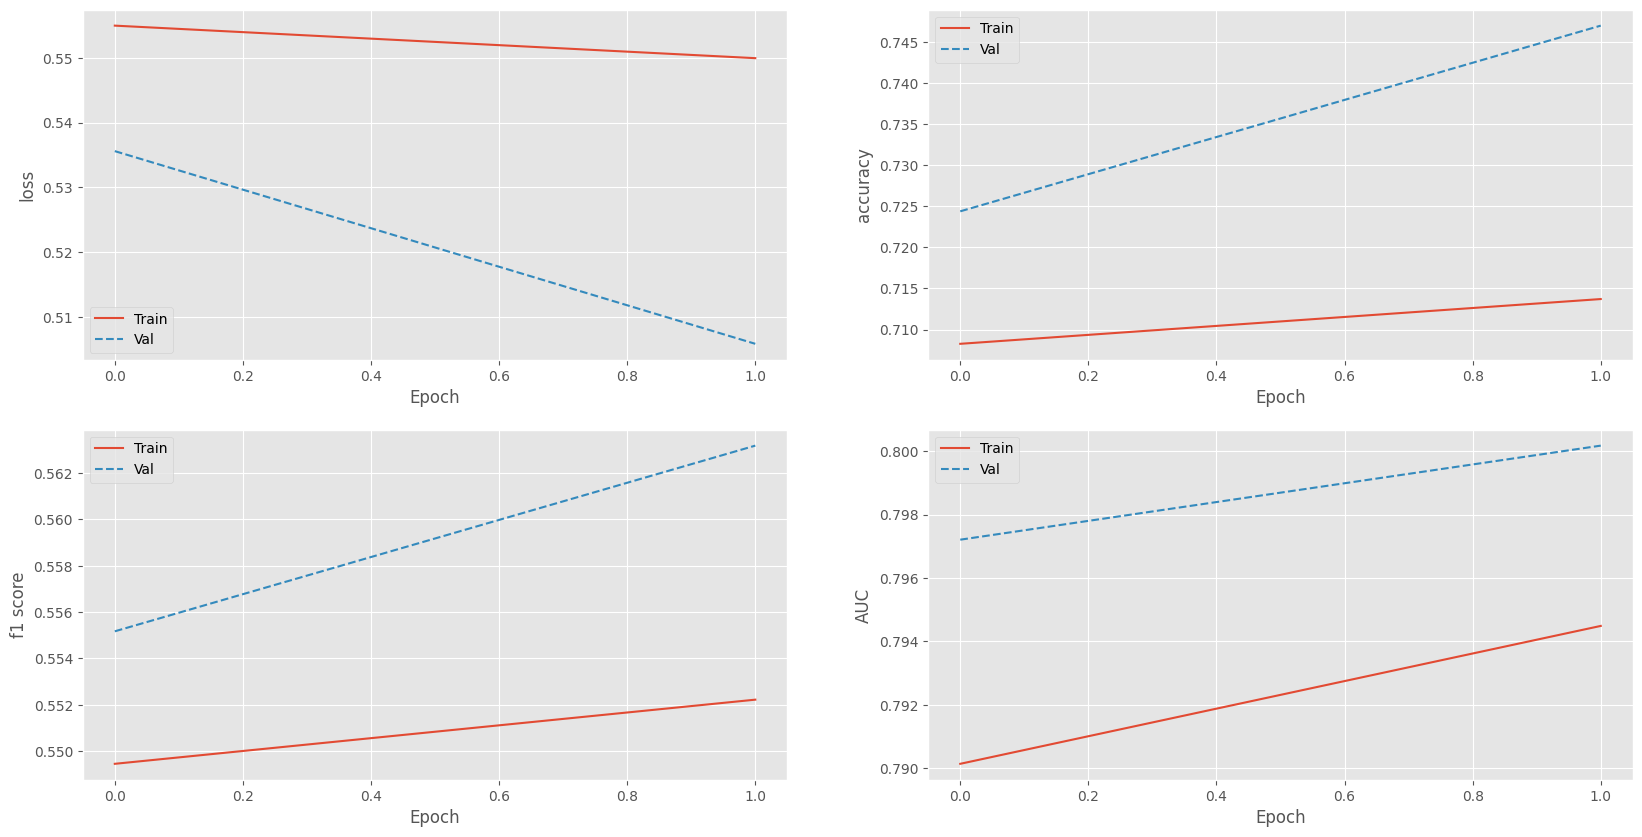 0.55
0.54
0.53
0.52
0.51
loss
Train
Val
0.0 0.2 0.4 0.6 0.8 1.0
Epoch
Train
Val
0.745
0.740
0.735
0.730
0.725
0.720
0.715
0.710
accuracy
0.0 0.2 0.4 0.6 0.8 1.0
Epoch
Train
Val
0.562
0.560
0.558
0.556
0.554
0.552
0.550
f1 score
0.0 0.2 0.4 0.6 0.8 1.0
Epoch
Train
Val
0.800
0.798
0.796
0.794
0.792
0.790
AUC
0.0 0.2 0.4 0.6 0.8 1.0
Epoch